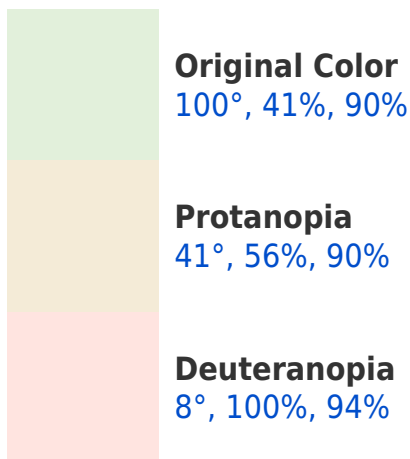 Original Color
100°, 41%, 90%
Protanopia
41°, 56%, 90%
Deuteranopia
8°, 100%, 94%